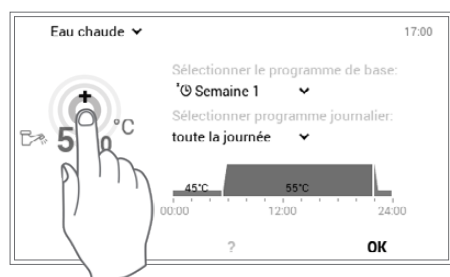 Eau chaude
17:00
Sélectionner le programme de base:
Semaine 1
Sélectionner programme journalier:
toute la journée
+
5 °C
45°C 55°C
00:00 12:00 24:00
? OK